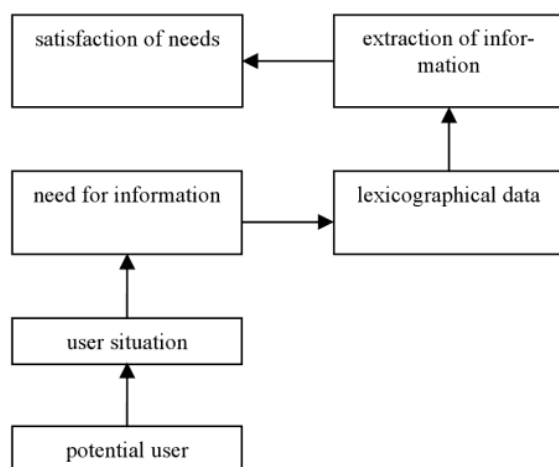 satisfaction of needs
extraction of infor-
mation
need for information
lexicographical data
user situation
potential user